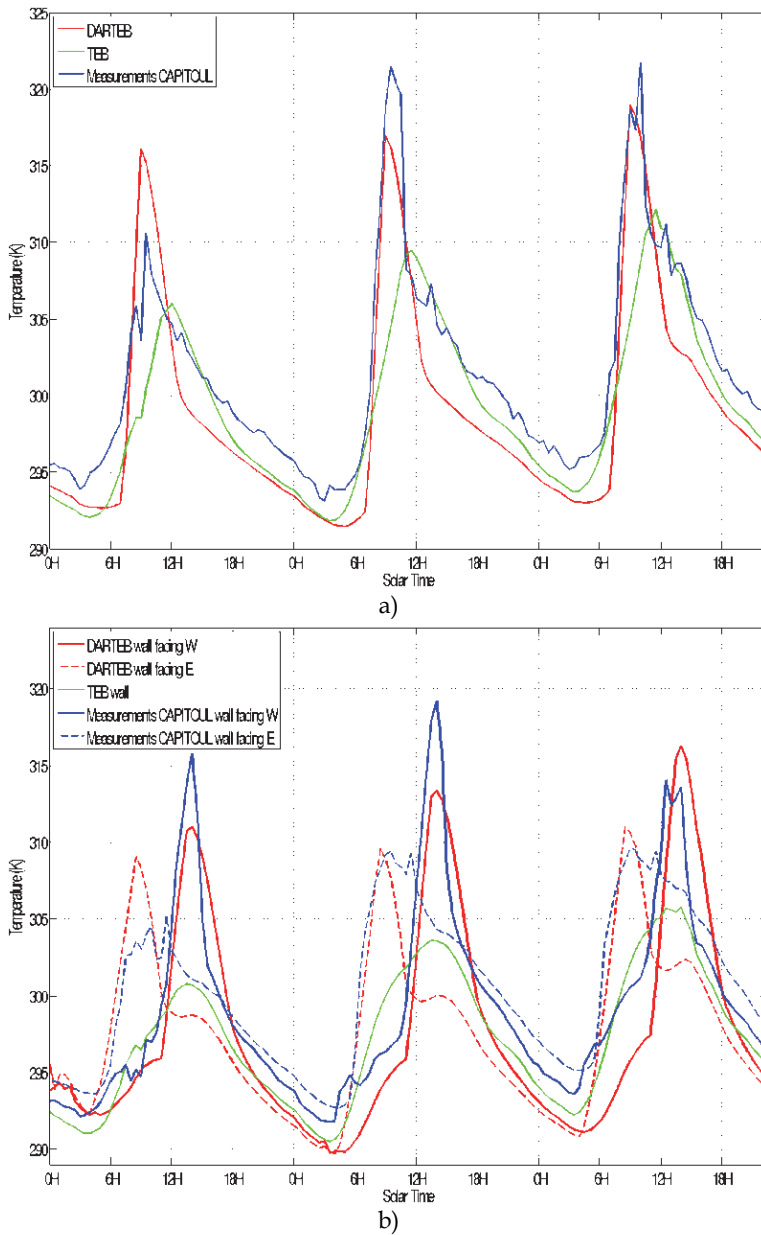 325
320
315
310
305
300
295
290
Temperature (K)
DARTEB
TEB
Measurements CAPITOUL
0H 6H 12H 18H 0H 6H 12H 18H 0H 6H 12H 18H
Solar Time
a)
320
315
310
305
300
295
290
Temperature (K)
DARTEB wall facing W
DARTEB wall facing E
TEB wall
Measurements CAPITOUL wall facing W
Measurements CAPITOUL wall facing E
0H 6H 12H 18H 0H 6H 12H 18H 0H 6H 12H 18H
Solar Time
b)